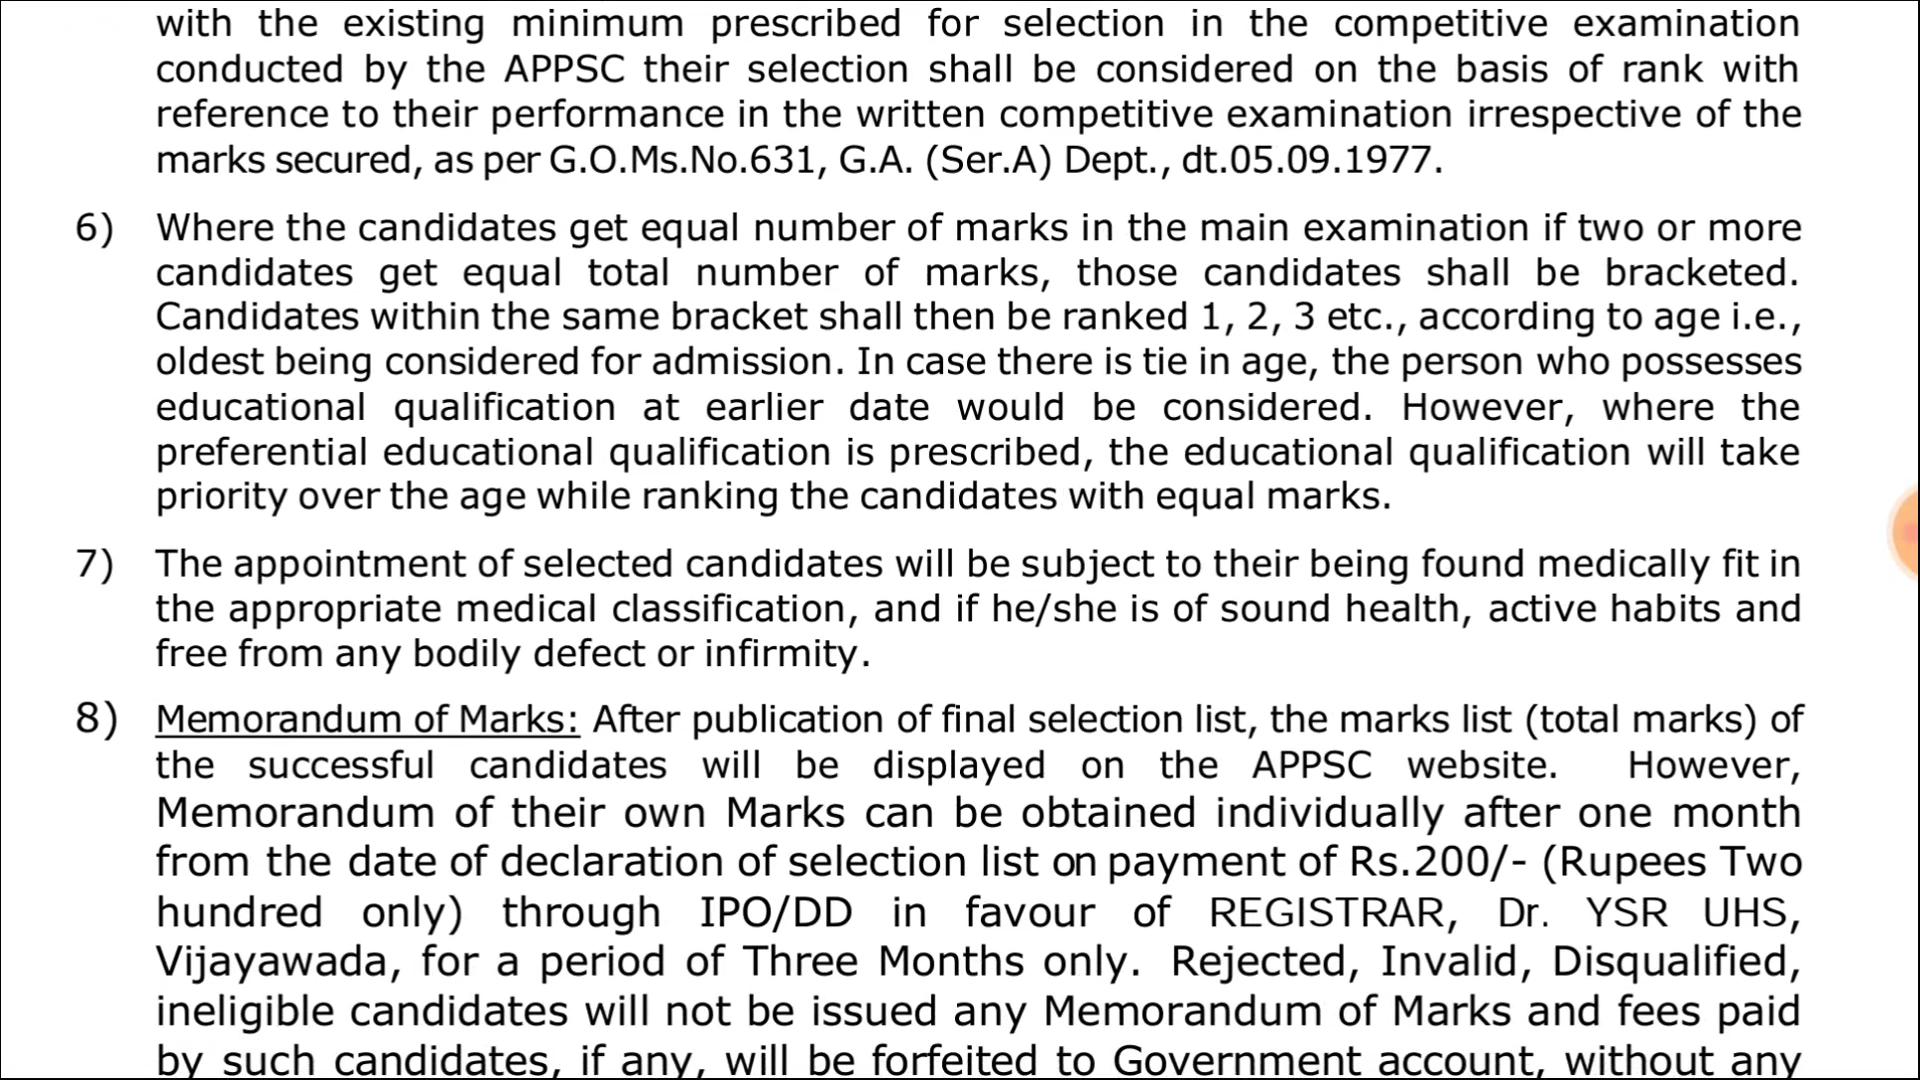 with the existing minimum prescribed for selection in the competitive examination
conducted by the APPSC their selection shall be considered on the basis of rank with
reference to their performance in the written competitive examination irrespective of the
marks secured, as per G.O.Ms.No.631, G.A. (Ser.A) Dept., dt.05.09.1977.
6) Where the candidates get equal number of marks in the main examination if two or more
candidates get equal total number of marks, those candidates shall be bracketed.
Candidates within the same bracket shall then be ranked 1, 2, 3 etc., according to age i.e.,
oldest being considered for admission. In case there is tie in age, the person who possesses
educational qualification at earlier date would be considered. However, where the
preferential educational qualification is prescribed, the educational qualification will take
priority over the age while ranking the candidates with equal marks.
7) The appointment of selected candidates will be subject to their being found medically fit in
the appropriate medical classification, and if he/she is of sound health, active habits and
free from any bodily defect or infirmity.
8) Memorandum of Marks: After publication of final selection list, the marks list (total marks) of
the successful candidates will be displayed on the APPSC website. However,
Memorandum of their own Marks can be obtained individually after one month
from the date of declaration of selection list on payment of Rs.200/- (Rupees Two
hundred only) through IPO/DD in favour of REGISTRAR, Dr. YSR UHS,
Vijayawada, for a period of Three Months only. Rejected, Invalid, Disqualified,
ineligible candidates will not be issued any Memorandum of Marks and fees paid
by such candidates, if any, will be forfeited to Government account, without any